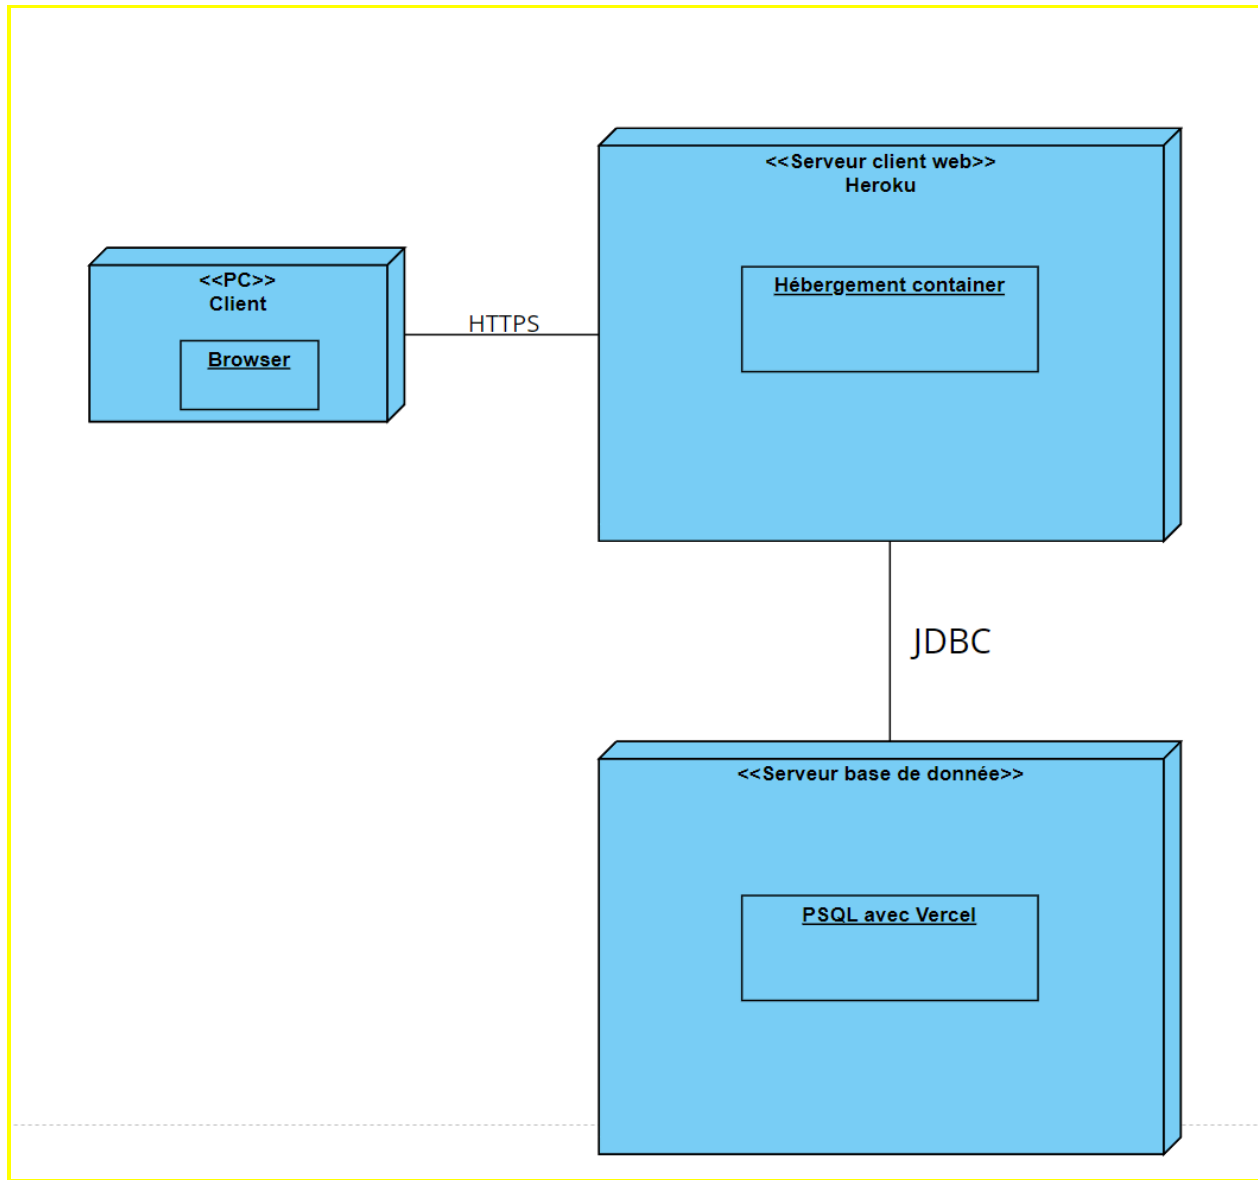 <<Serveur client web>>
Heroku
Hébergement container
<<PC>>
Client
Browser
HTTPS
JDBC
<<Serveur base de donnée>>
PSQL avec Vercel